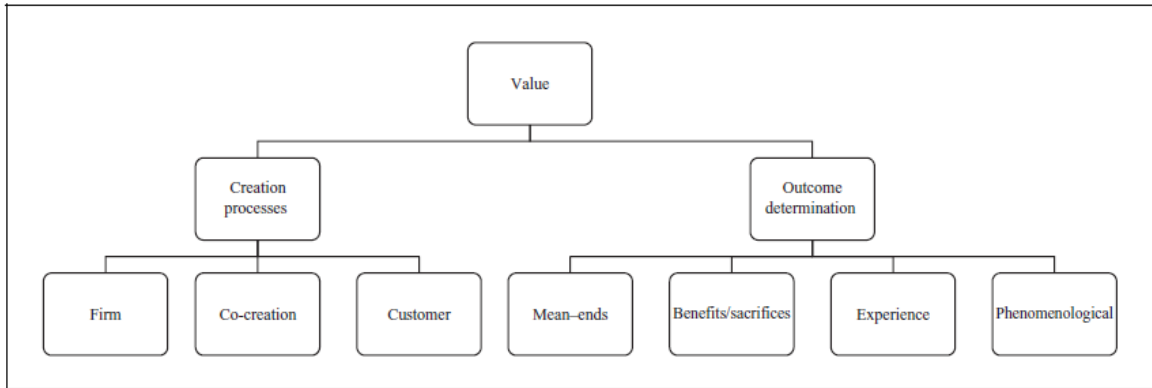 Value
Creation
processes
Outcome
determination
Firm
Co-creation
Customer
Mean–ends
Benefits/sacrifices
Experience
Phenomenological